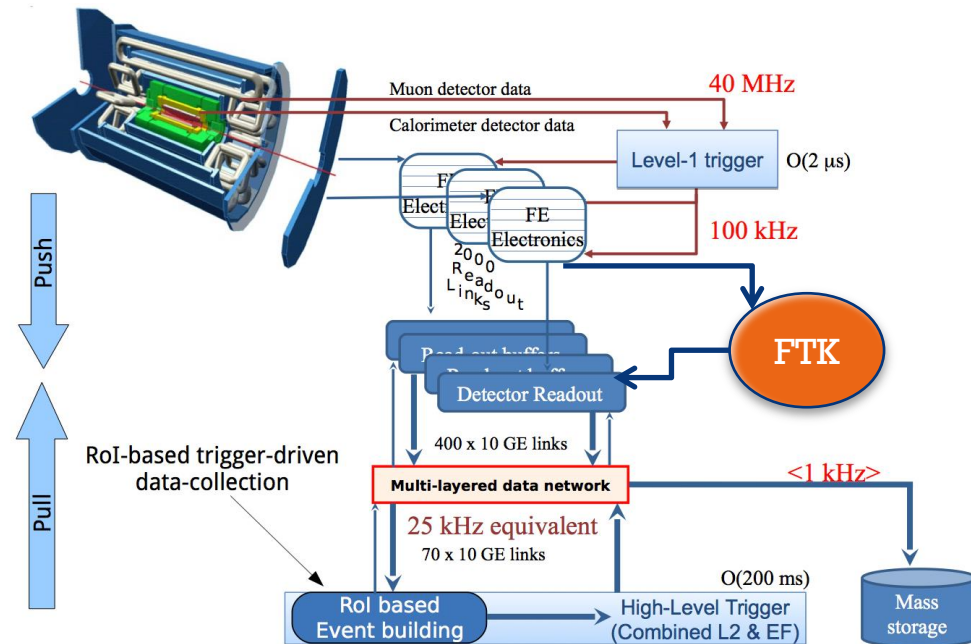 Muon detector data
40 MHz
Calorimeter detector data
Level-1 trigger
O(2 μs)
FE
Electronics
100 kHz
2000
Readout
Links
Push
FTK
Detector Readout
400 x 10 GE links
RoI-based trigger-driven
data-collection
Multi-layered data network
<1 kHz>
Pull
25 kHz equivalent
70 x 10 GE links
O(200 ms)
RoI based
Event building
High-Level Trigger
(Combined L2 & EF)
Mass
storage